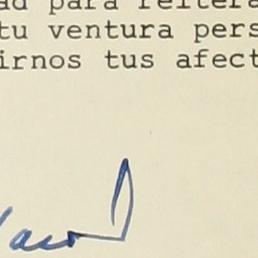 ad para reitera
tu ventura pers
irnos tus afect